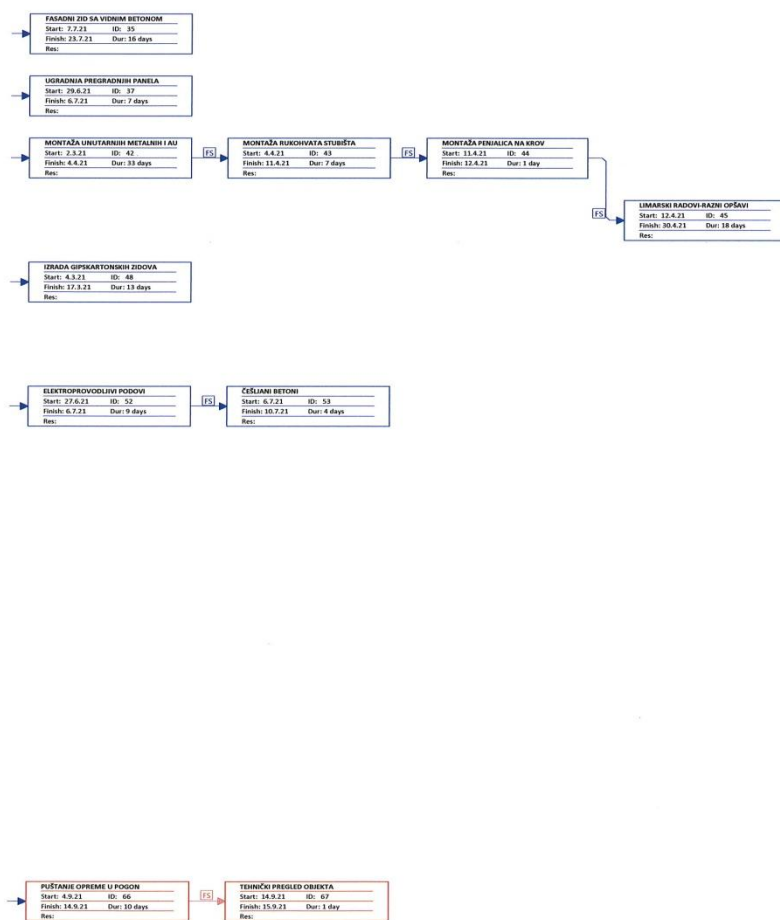 FASADNI ZID SA VIDNIM BETONOM
Start: 7.7.21 ID: 35
Finish: 23.7.21 Dur: 16 days
Res:
UGRADNJA PREGRADNJIH PANELA
Start: 29.6.21 ID: 37
Finish: 6.7.21 Dur: 7 days
Res:
MONTAŽA UNUTARNJIH METALNIH I AU
Start: 2.3.21 ID: 42
Finish: 4.4.21 Dur: 33 days
Res:
FS
MONTAŽA RUKOHVATA STUBIŠTA
Start: 4.4.21 ID: 43
Finish: 11.4.21 Dur: 7 days
Res:
FS
MONTAŽA PENJALICA NA KROV
Start: 11.4.21 ID: 44
Finish: 12.4.21 Dur: 1 day
Res:
FS
LIMARSKI RADOVI-RAZNI OPŠAVI
Start: 12.4.21 ID: 45
Finish: 30.4.21 Dur: 18 days
Res:
IZRADA GIPSKARTONSKIH ZIDOVA
Start: 4.3.21 ID: 48
Finish: 17.3.21 Dur: 13 days
Res:
ELEKTROPROVODLJIVI PODOVI
Start: 27.6.21 ID: 52
Finish: 6.7.21 Dur: 9 days
Res:
FS
ČEŠLJANI BETONI
Start: 6.7.21 ID: 53
Finish: 10.7.21 Dur: 4 days
Res:
PUŠTANJE OPREME U POGON
Start: 4.9.21 ID: 66
Finish: 14.9.21 Dur: 10 days
Res:
FS
TEHNIČKI PREGLED OBJEKTA
Start: 14.9.21 ID: 67
Finish: 15.9.21 Dur: 1 day
Res: